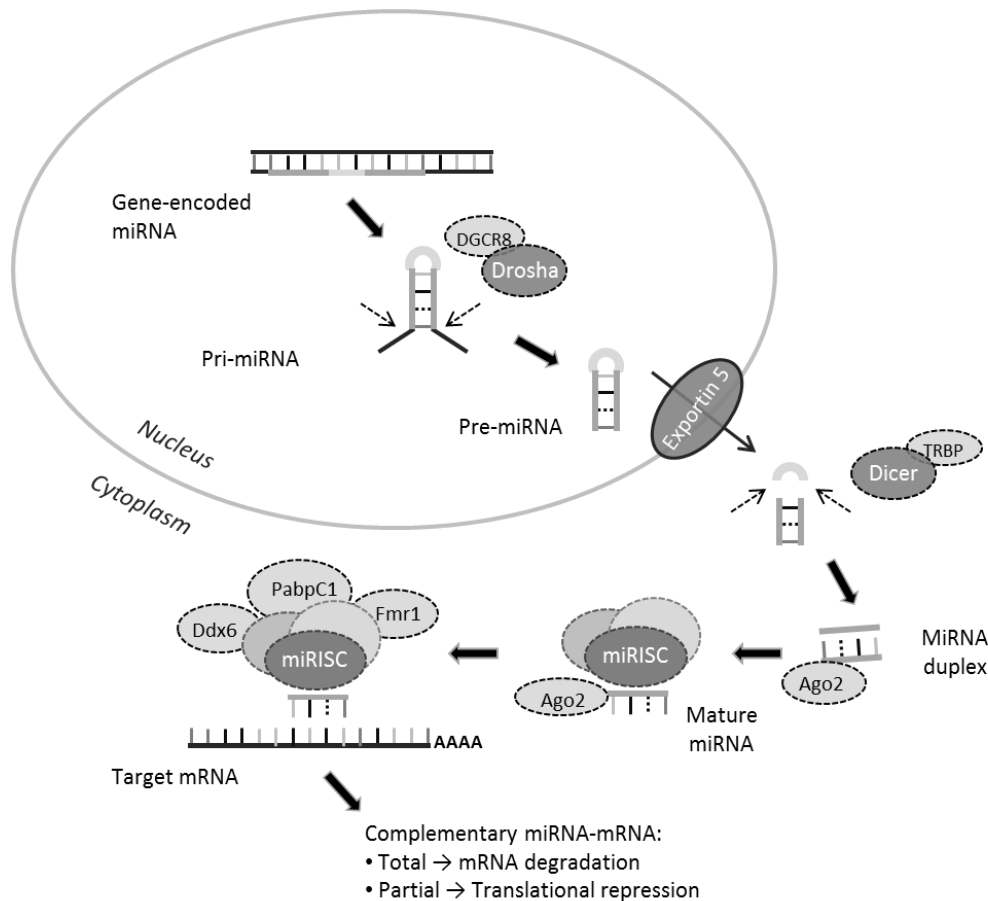 Gene-encoded
miRNA
DGCR8
Drosha
Pri-miRNA
Pre-miRNA
Exportin 5
Nucleus
Cytoplasm
TRBP
Dicer
PabpC1
Fmr1
Ddx6
miRISC
miRISC
Ago2
Mature
miRNA
Ago2
MiRNA
duplex
AAAA
Target mRNA
Complementary miRNA-mRNA:
• Total → mRNA degradation
• Partial → Translational repression